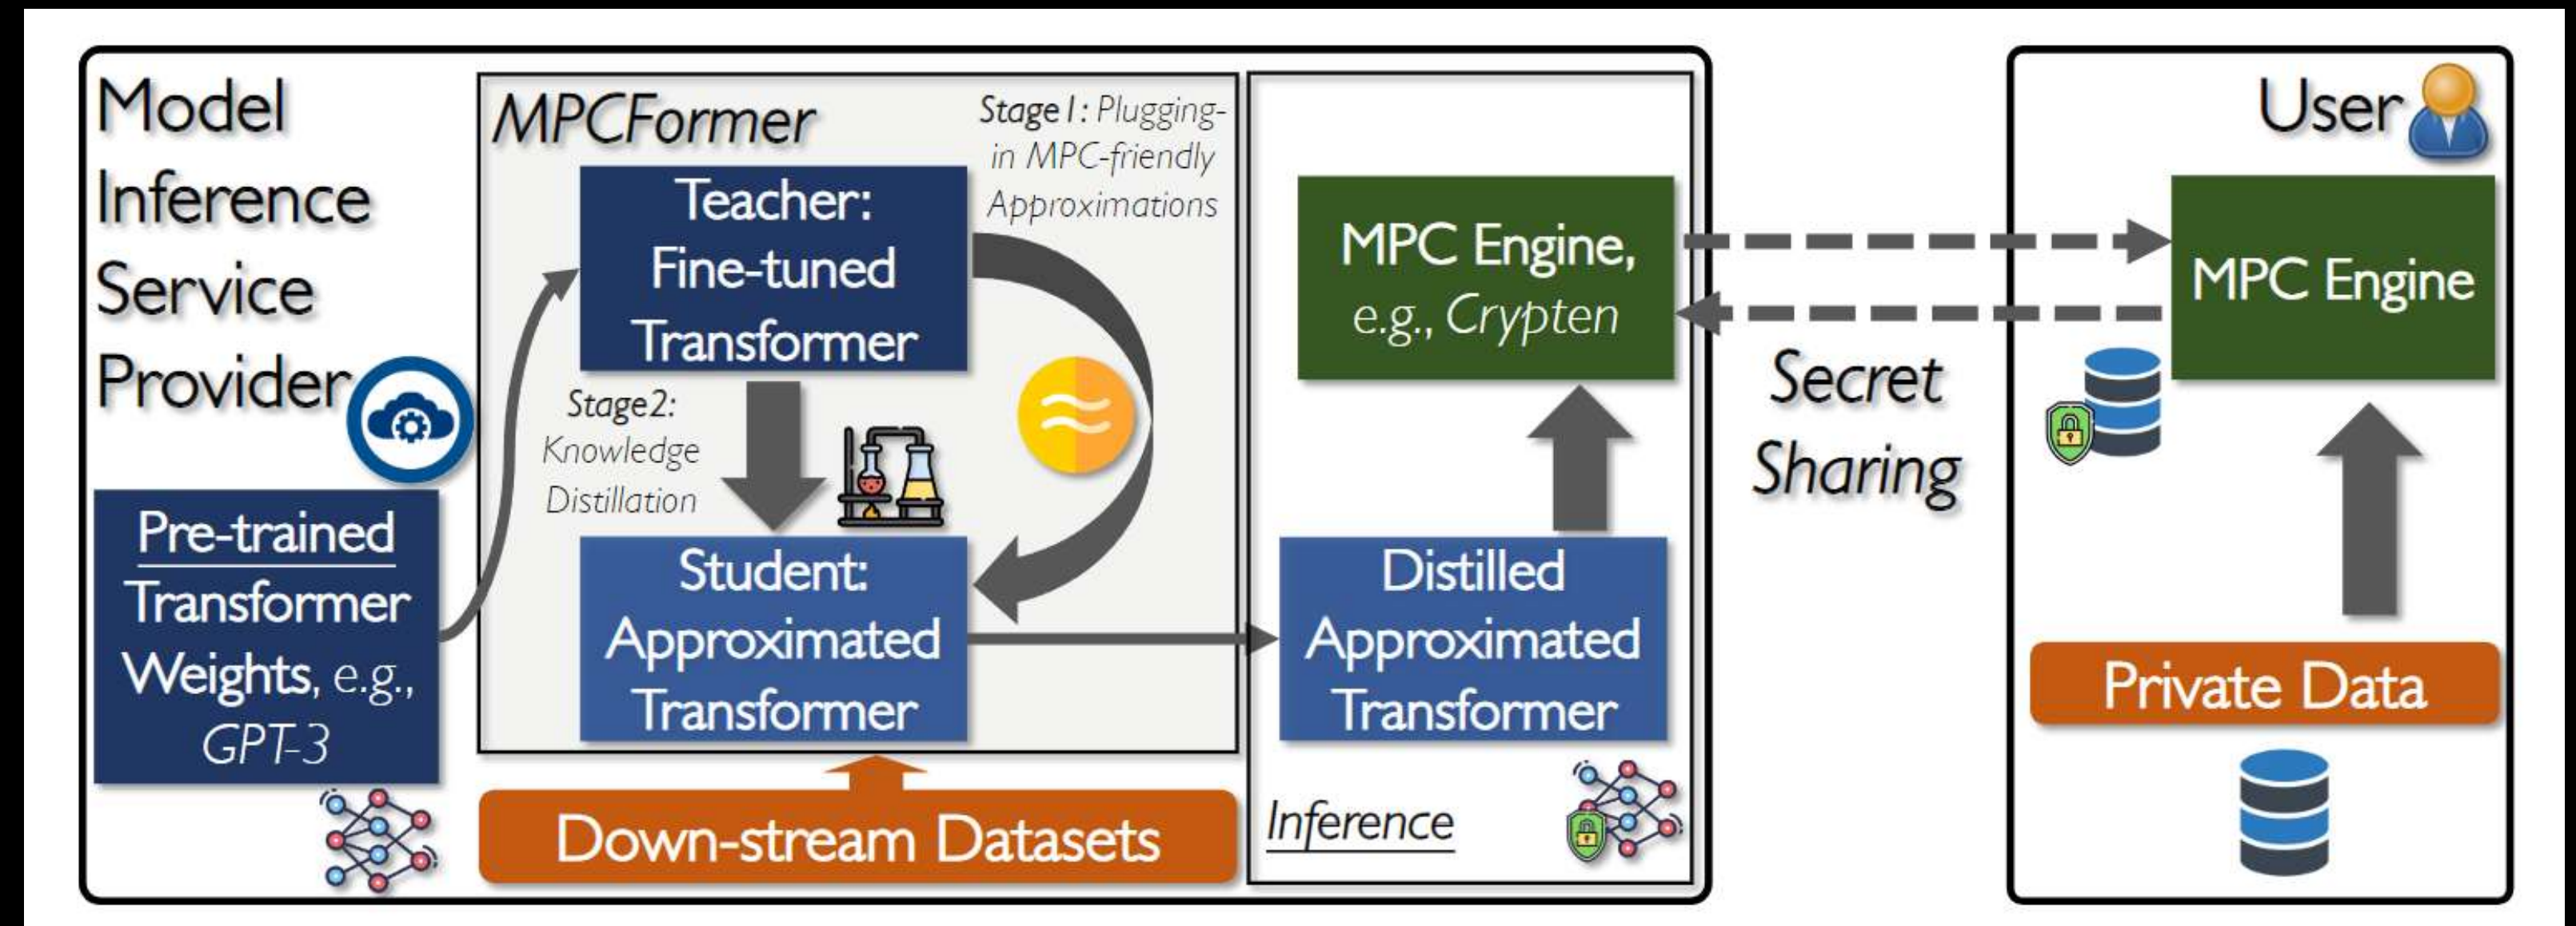 Model
Inference
Service
Provider
Pre-trained
Transformer
Weights, e.g.,
GPT-3
MPCFormer
Stage1: Plugging-
in MPC-friendly
Approximations
Teacher:
Fine-tuned
Transformer
Stage2:
Knowledge
Distillation
Student:
Approximated
Transformer
Down-stream Datasets
MPC Engine,
e.g., Crypten
Distilled
Approximated
Transformer
Inference
Secret
Sharing
User
MPC Engine
Private Data